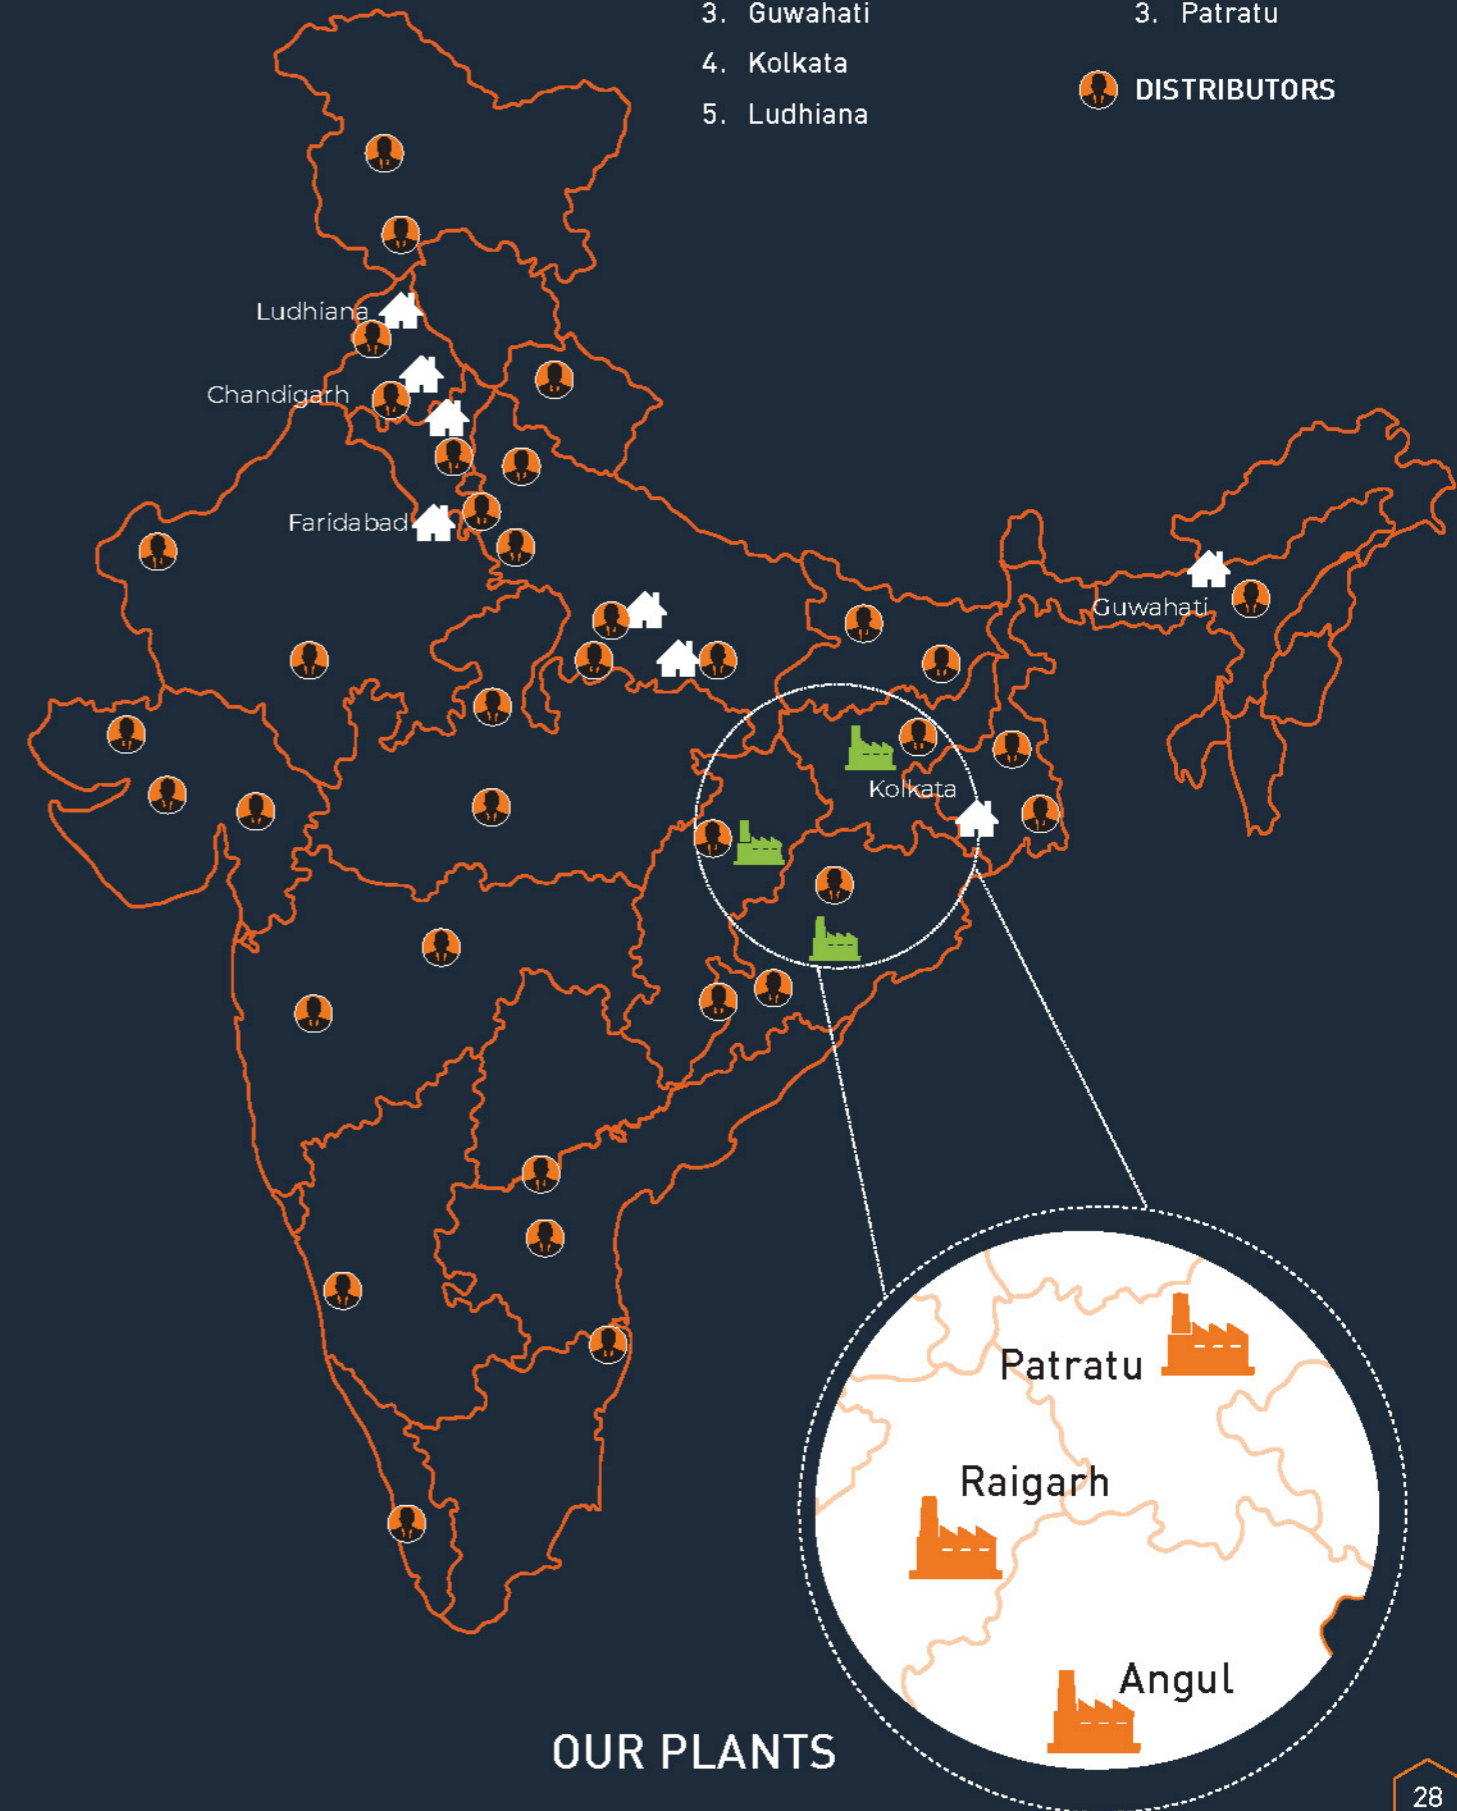 3. Guwahati
4. Kolkata
5. Ludhiana
3. Patratu
DISTRIBUTORS
Ludhiana
Chandigarh
Faridabad
Guwahati
Kolkata
Patratu
Raigarh
Angul
OUR PLANTS
28